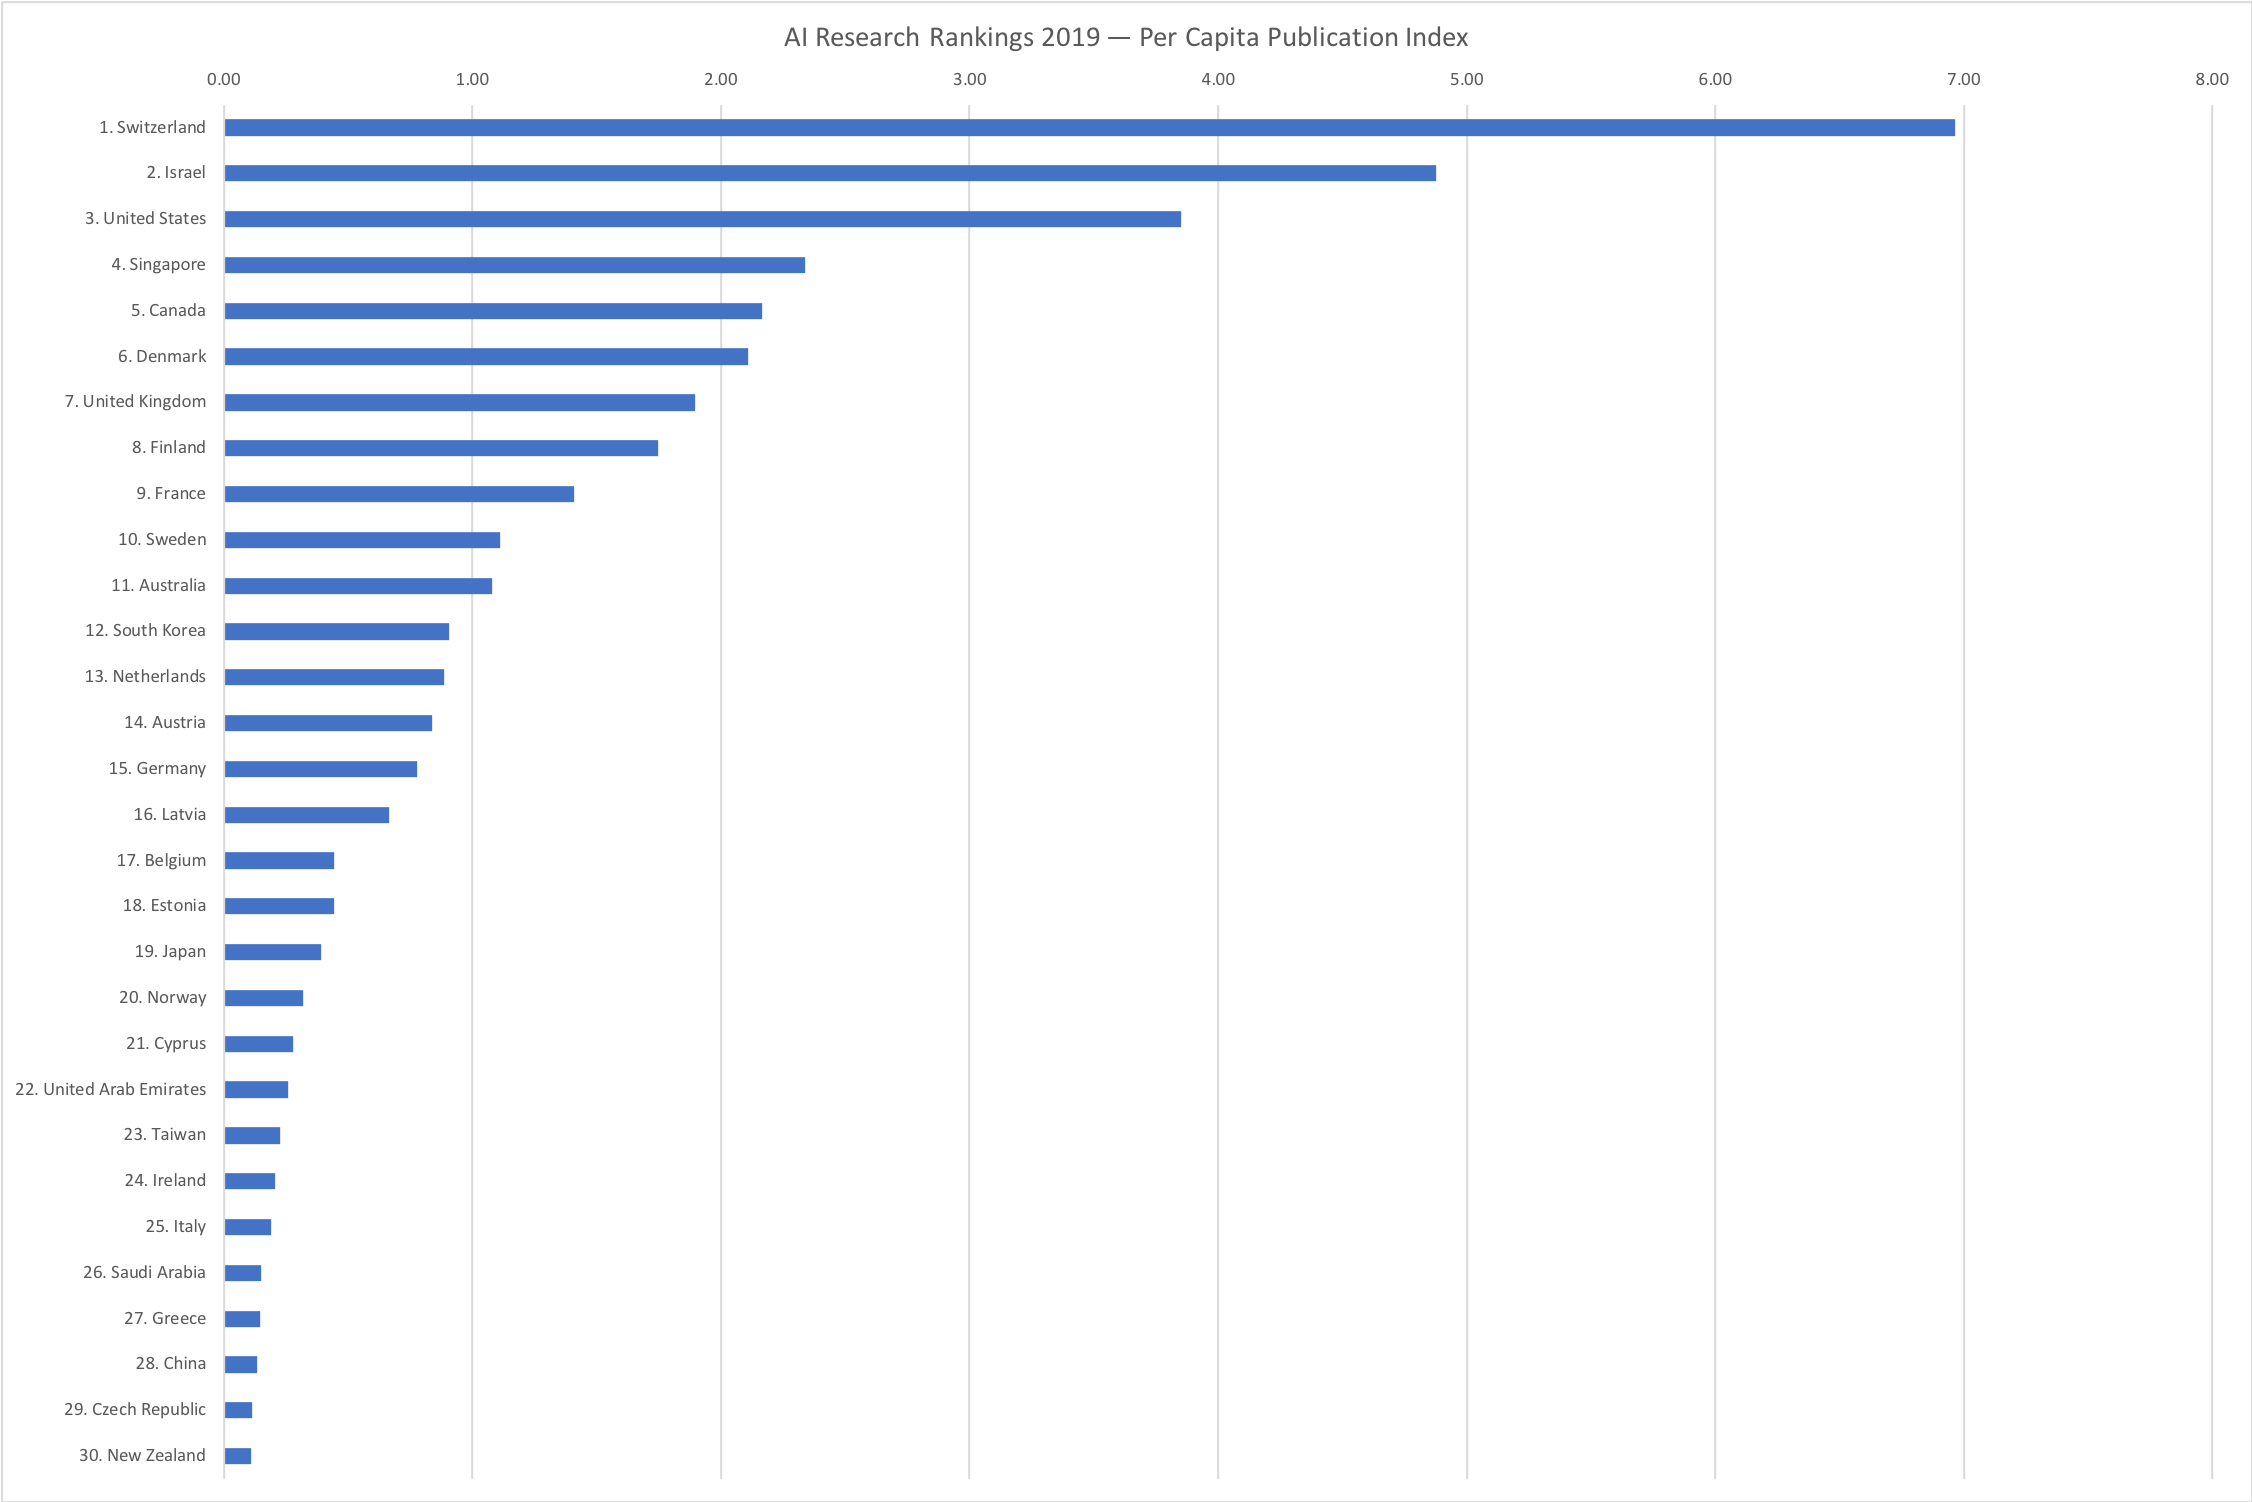 AI Research Rankings 2019 — Per Capita Publication Index
0.00 1.00 2.00 3.00 4.00 5.00 6.00 7.00 8.00
1. Switzerland
2. Israel
3. United States
4. Singapore
5. Canada
6. Denmark
7. United Kingdom
8. Finland
9. France
10. Sweden
11. Australia
12. South Korea
13. Netherlands
14. Austria
15. Germany
16. Latvia
17. Belgium
18. Estonia
19. Japan
20. Norway
21. Cyprus
22. United Arab Emirates
23. Taiwan
24. Ireland
25. Italy
26. Saudi Arabia
27. Greece
28. China
29. Czech Republic
30. New Zealand